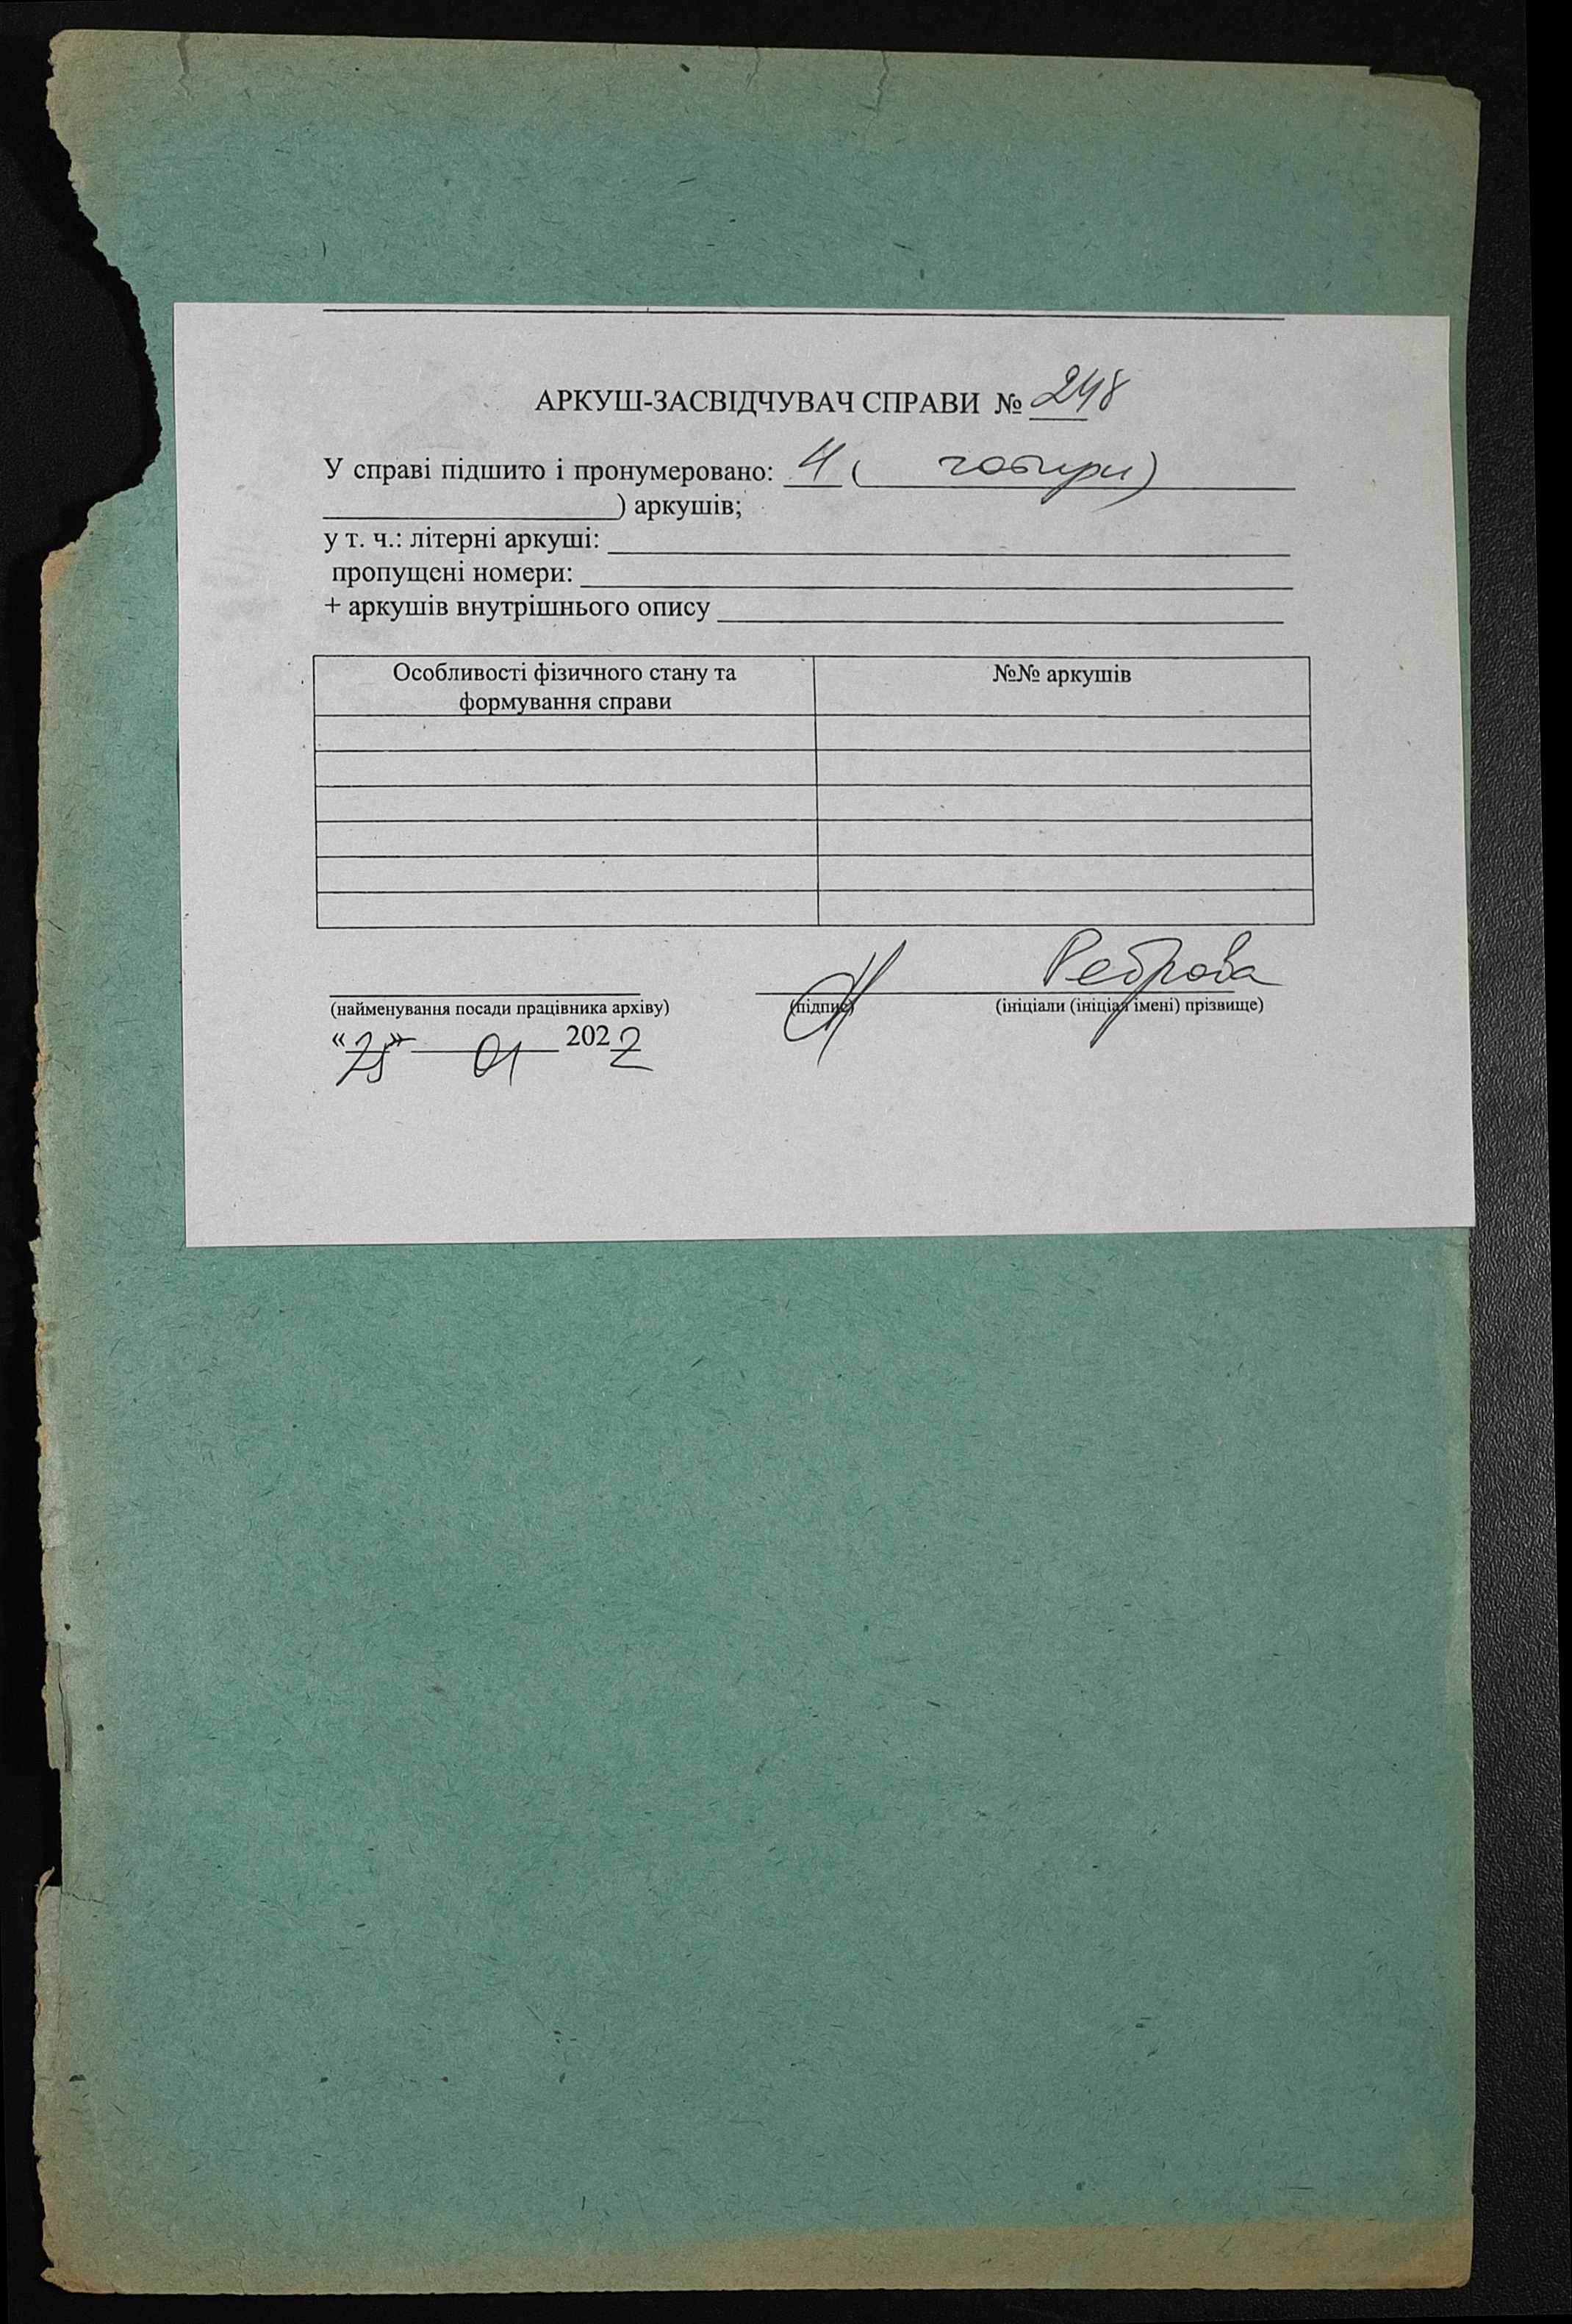 АРКУШ-ЗАСВІДЧУВАЧ СПРАВИ № 248
У справі підшито і пронумеровано: 4 ( чотири)
) аркушів;
у т. ч.: літерні аркуші:
пропущені номери:
+ аркушів внутрішнього опису
Особливості фізичного стану та формування справи №№ аркушів
Реброва
(найменування посади працівника архіву) (підпис) (ініціали (ініціал імені) прізвище)
«25» 01 2022